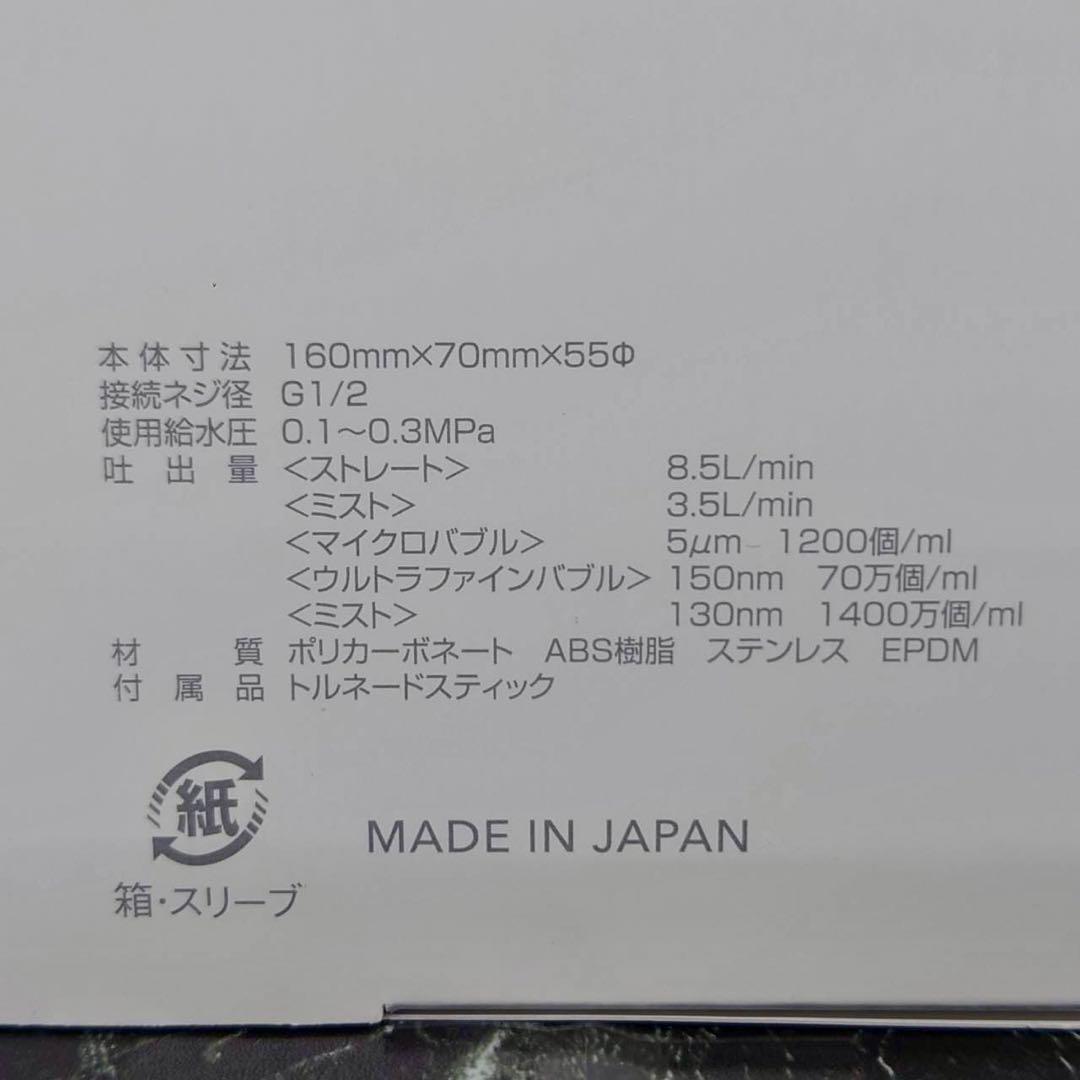 本体寸法 160mm×70mm×55Φ
接続ネジ径 G1/2
使用給水圧 0.1〜0.3MPa
吐出量 <ストレート> 8.5L/min
<ミスト> 3.5L/min
<マイクロバブル> 5μm 1200個/ml
<ウルトラファインバブル> 150nm 70万個/ml
<ミスト> 130nm 1400万個/ml
材質 ポリカーボネート ABS樹脂 ステンレス EPDM
付属品 トルネードスティック
紙
MADE IN JAPAN
箱・スリーブ